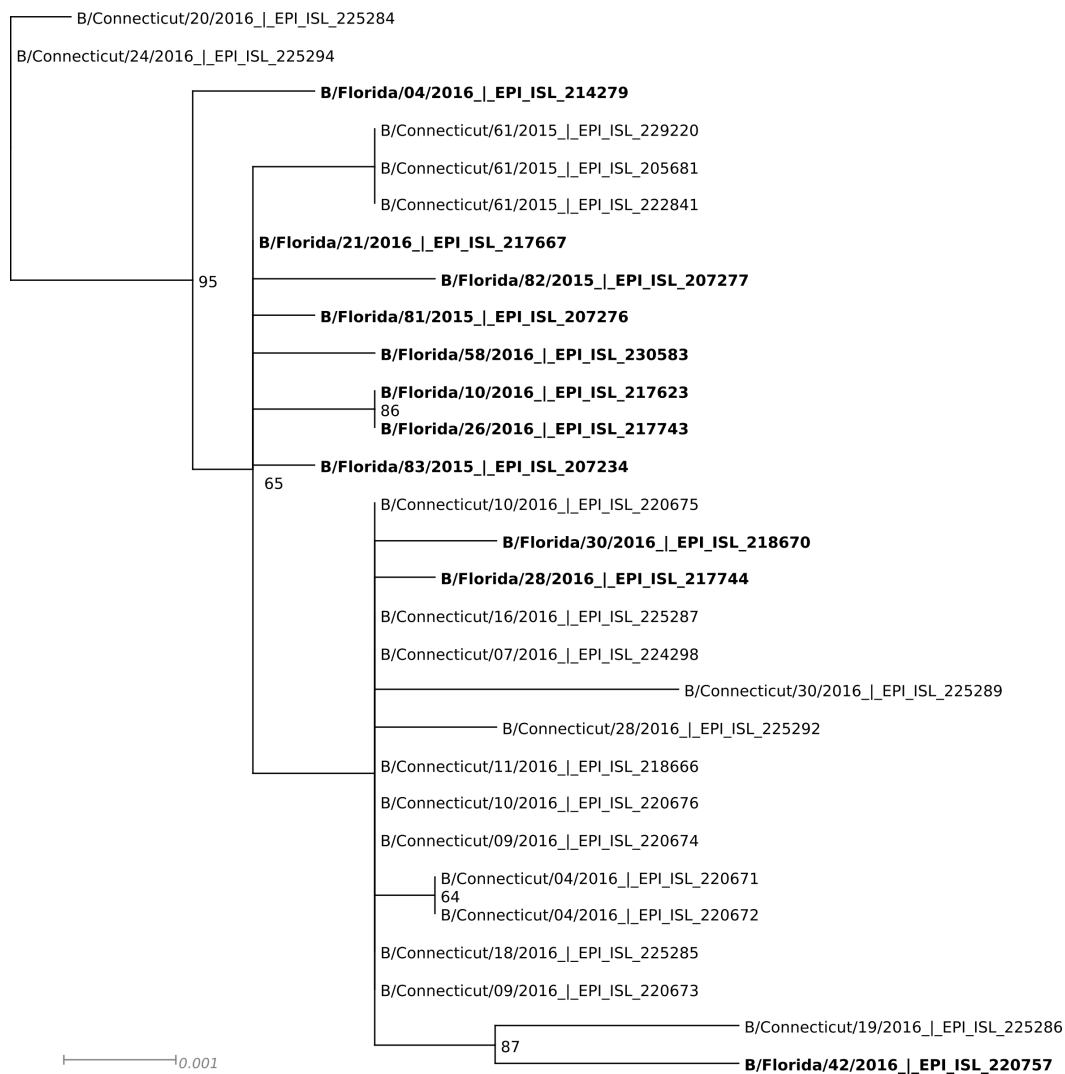 B/Connecticut/20/2016_|_EPI_ISL_225284
B/Connecticut/24/2016_|_EPI_ISL_225294
B/Florida/04/2016_|_EPI_ISL_214279
B/Connecticut/61/2015_|_EPI_ISL_229220
B/Connecticut/61/2015_|_EPI_ISL_205681
B/Connecticut/61/2015_|_EPI_ISL_222841
B/Florida/21/2016_|_EPI_ISL_217667
95
B/Florida/82/2015_|_EPI_ISL_207277
B/Florida/81/2015_|_EPI_ISL_207276
B/Florida/58/2016_|_EPI_ISL_230583
B/Florida/10/2016_|_EPI_ISL_217623
86
B/Florida/26/2016_|_EPI_ISL_217743
B/Florida/83/2015_|_EPI_ISL_207234
65
B/Connecticut/10/2016_|_EPI_ISL_220675
B/Florida/30/2016_|_EPI_ISL_218670
B/Florida/28/2016_|_EPI_ISL_217744
B/Connecticut/16/2016_|_EPI_ISL_225287
B/Connecticut/07/2016_|_EPI_ISL_224298
B/Connecticut/30/2016_|_EPI_ISL_225289
B/Connecticut/28/2016_|_EPI_ISL_225292
B/Connecticut/11/2016_|_EPI_ISL_218666
B/Connecticut/10/2016_|_EPI_ISL_220676
B/Connecticut/09/2016_|_EPI_ISL_220674
B/Connecticut/04/2016_|_EPI_ISL_220671
64
B/Connecticut/04/2016_|_EPI_ISL_220672
B/Connecticut/18/2016_|_EPI_ISL_225285
B/Connecticut/09/2016_|_EPI_ISL_220673
B/Connecticut/19/2016_|_EPI_ISL_225286
87
B/Florida/42/2016_|_EPI_ISL_220757
0.001